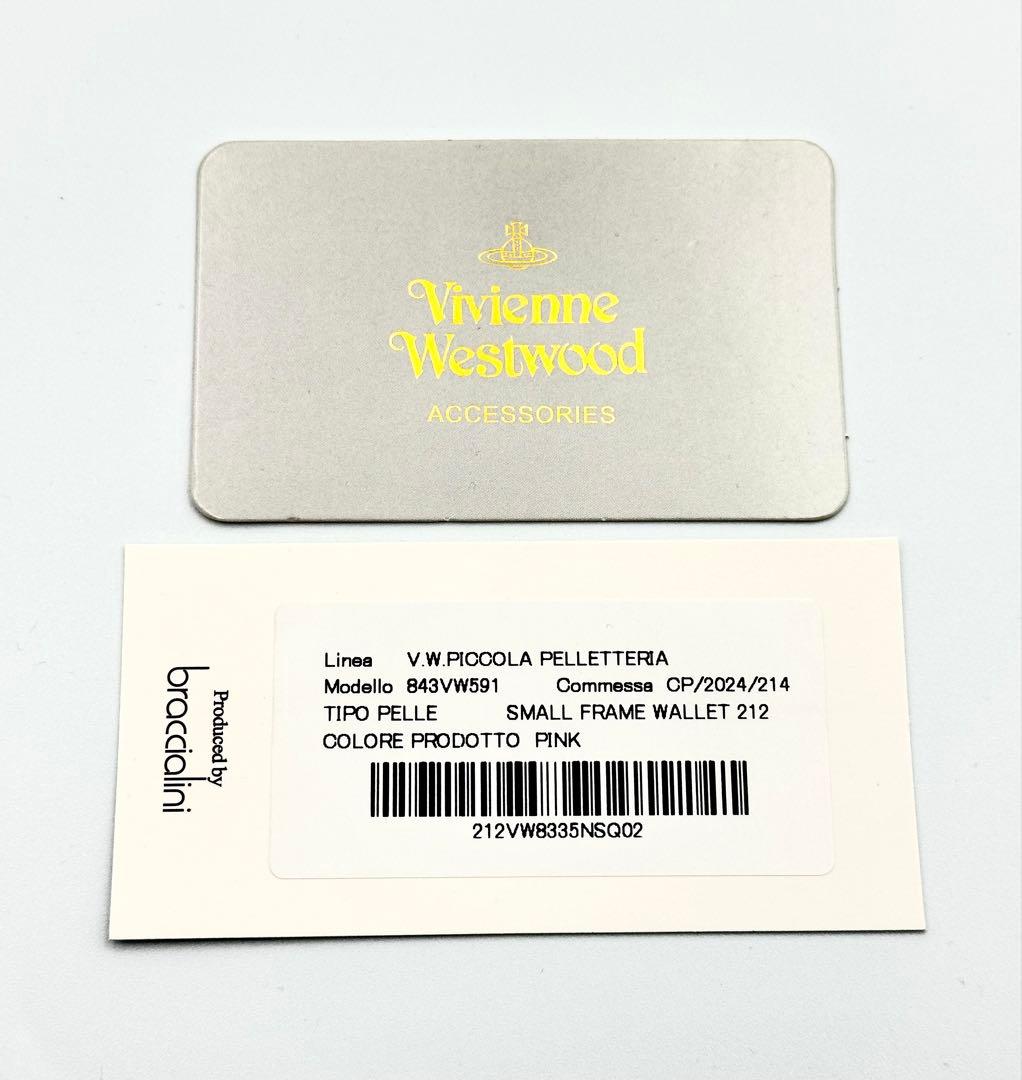 Vivienne
Westwood
ACCESSORIES
Produced by
braccialini
Linea V.W.PICCOLA PELLETTERIA
Modello 843VW591 Commessa CP/2024/214
TIPO PELLE SMALL FRAME WALLET 212
COLORE PRODOTTO PINK
212VW8335NSQ02